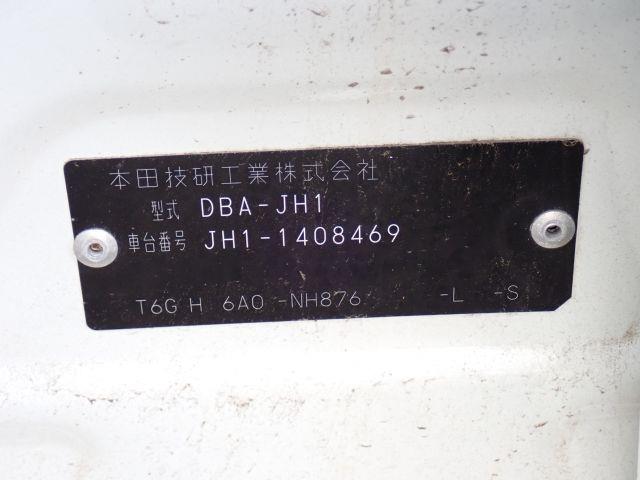 本田技研工業株式会社
型式 DBA-JH1
車台番号 JH1-1408469
T6G H 6A0 -NH876 -L -S